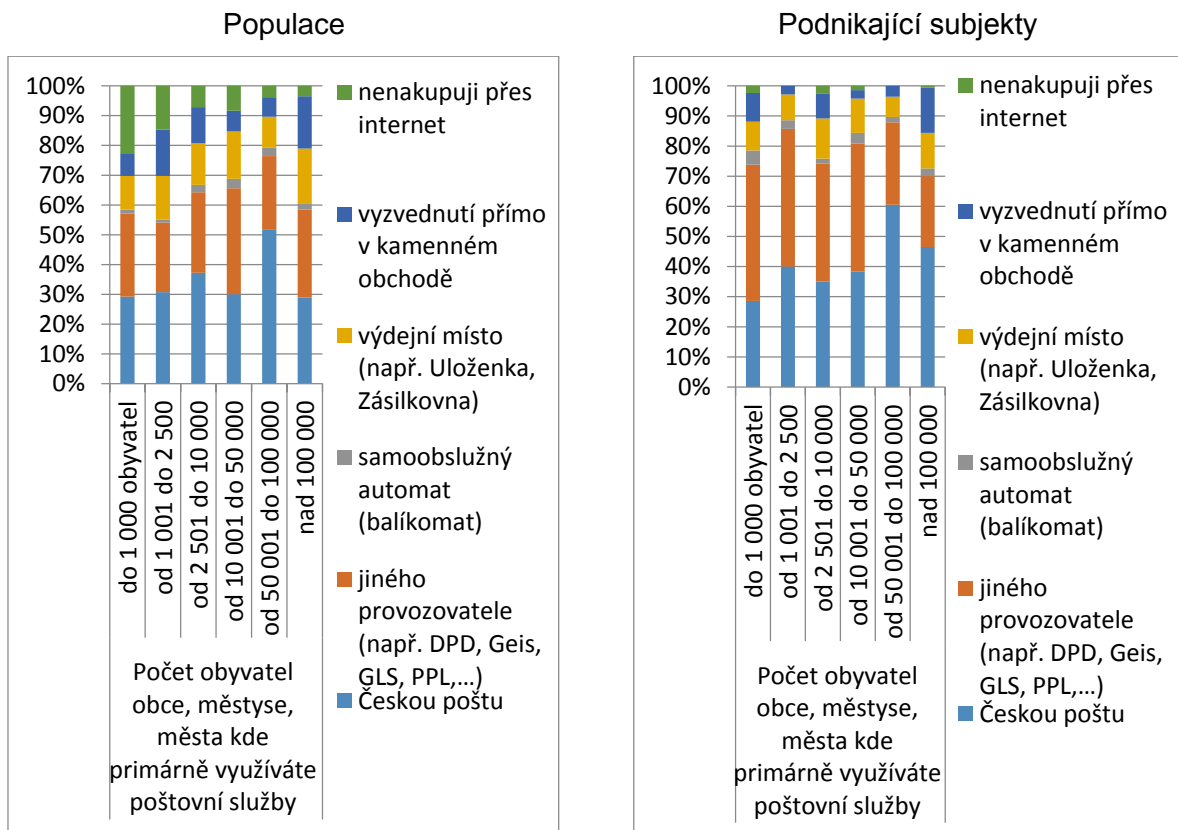 Populace
100%
90%
80%
70%
60%
50%
40%
30%
20%
10%
0%
do 1 000 obyvatel
od 1 001 do 2 500
od 2 501 do 10 000
od 10 001 do 50 000
od 50 001 do 100 000
nad 100 000
Počet obyvatel
obce, městyse,
města kde
primárně využíváte
poštovní služby
nenakupuji přes
internet
vyzvednutí přímo
v kamenném
obchodě
výdejní místo
(např. Uloženka,
Zásilkovna)
samoobslužný
automat
(balíkomat)
jiného
provozovatele
(např. DPD, Geis,
GLS, PPL,...)
Českou poštu
Podnikající subjekty
100%
90%
80%
70%
60%
50%
40%
30%
20%
10%
0%
do 1 000 obyvatel
od 1 001 do 2 500
od 2 501 do 10 000
od 10 001 do 50 000
od 50 001 do 100 000
nad 100 000
Počet obyvatel
obce, městyse,
města kde
primárně využíváte
poštovní služby
nenakupuji přes
internet
vyzvednutí přímo
v kamenném
obchodě
výdejní místo
(např. Uloženka,
Zásilkovna)
samoobslužný
automat
(balíkomat)
jiného
provozovatele
(např. DPD, Geis,
GLS, PPL,...)
Českou poštu